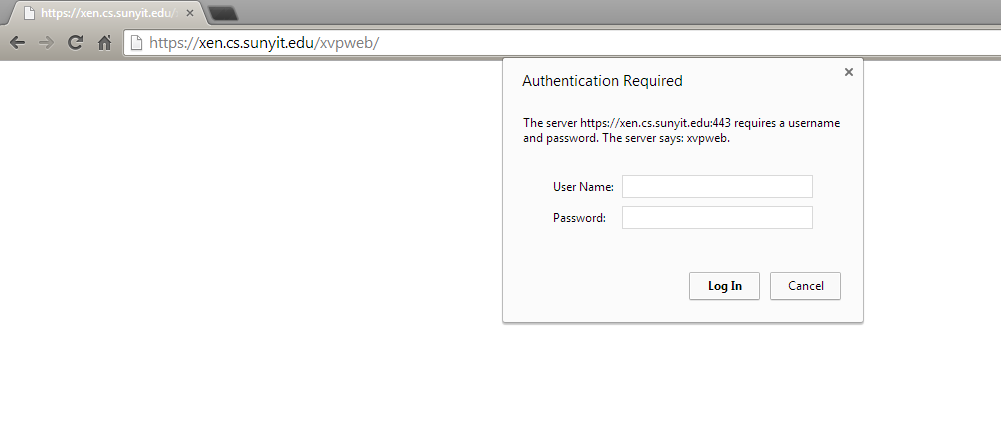 https://xen.cs.sunyit.edu/
https://xen.cs.sunyit.edu/xvpweb/
Authentication Required
The server https://xen.cs.sunyit.edu:443 requires a username
and password. The server says: xvpweb.
User Name:
Password:
Log In Cancel